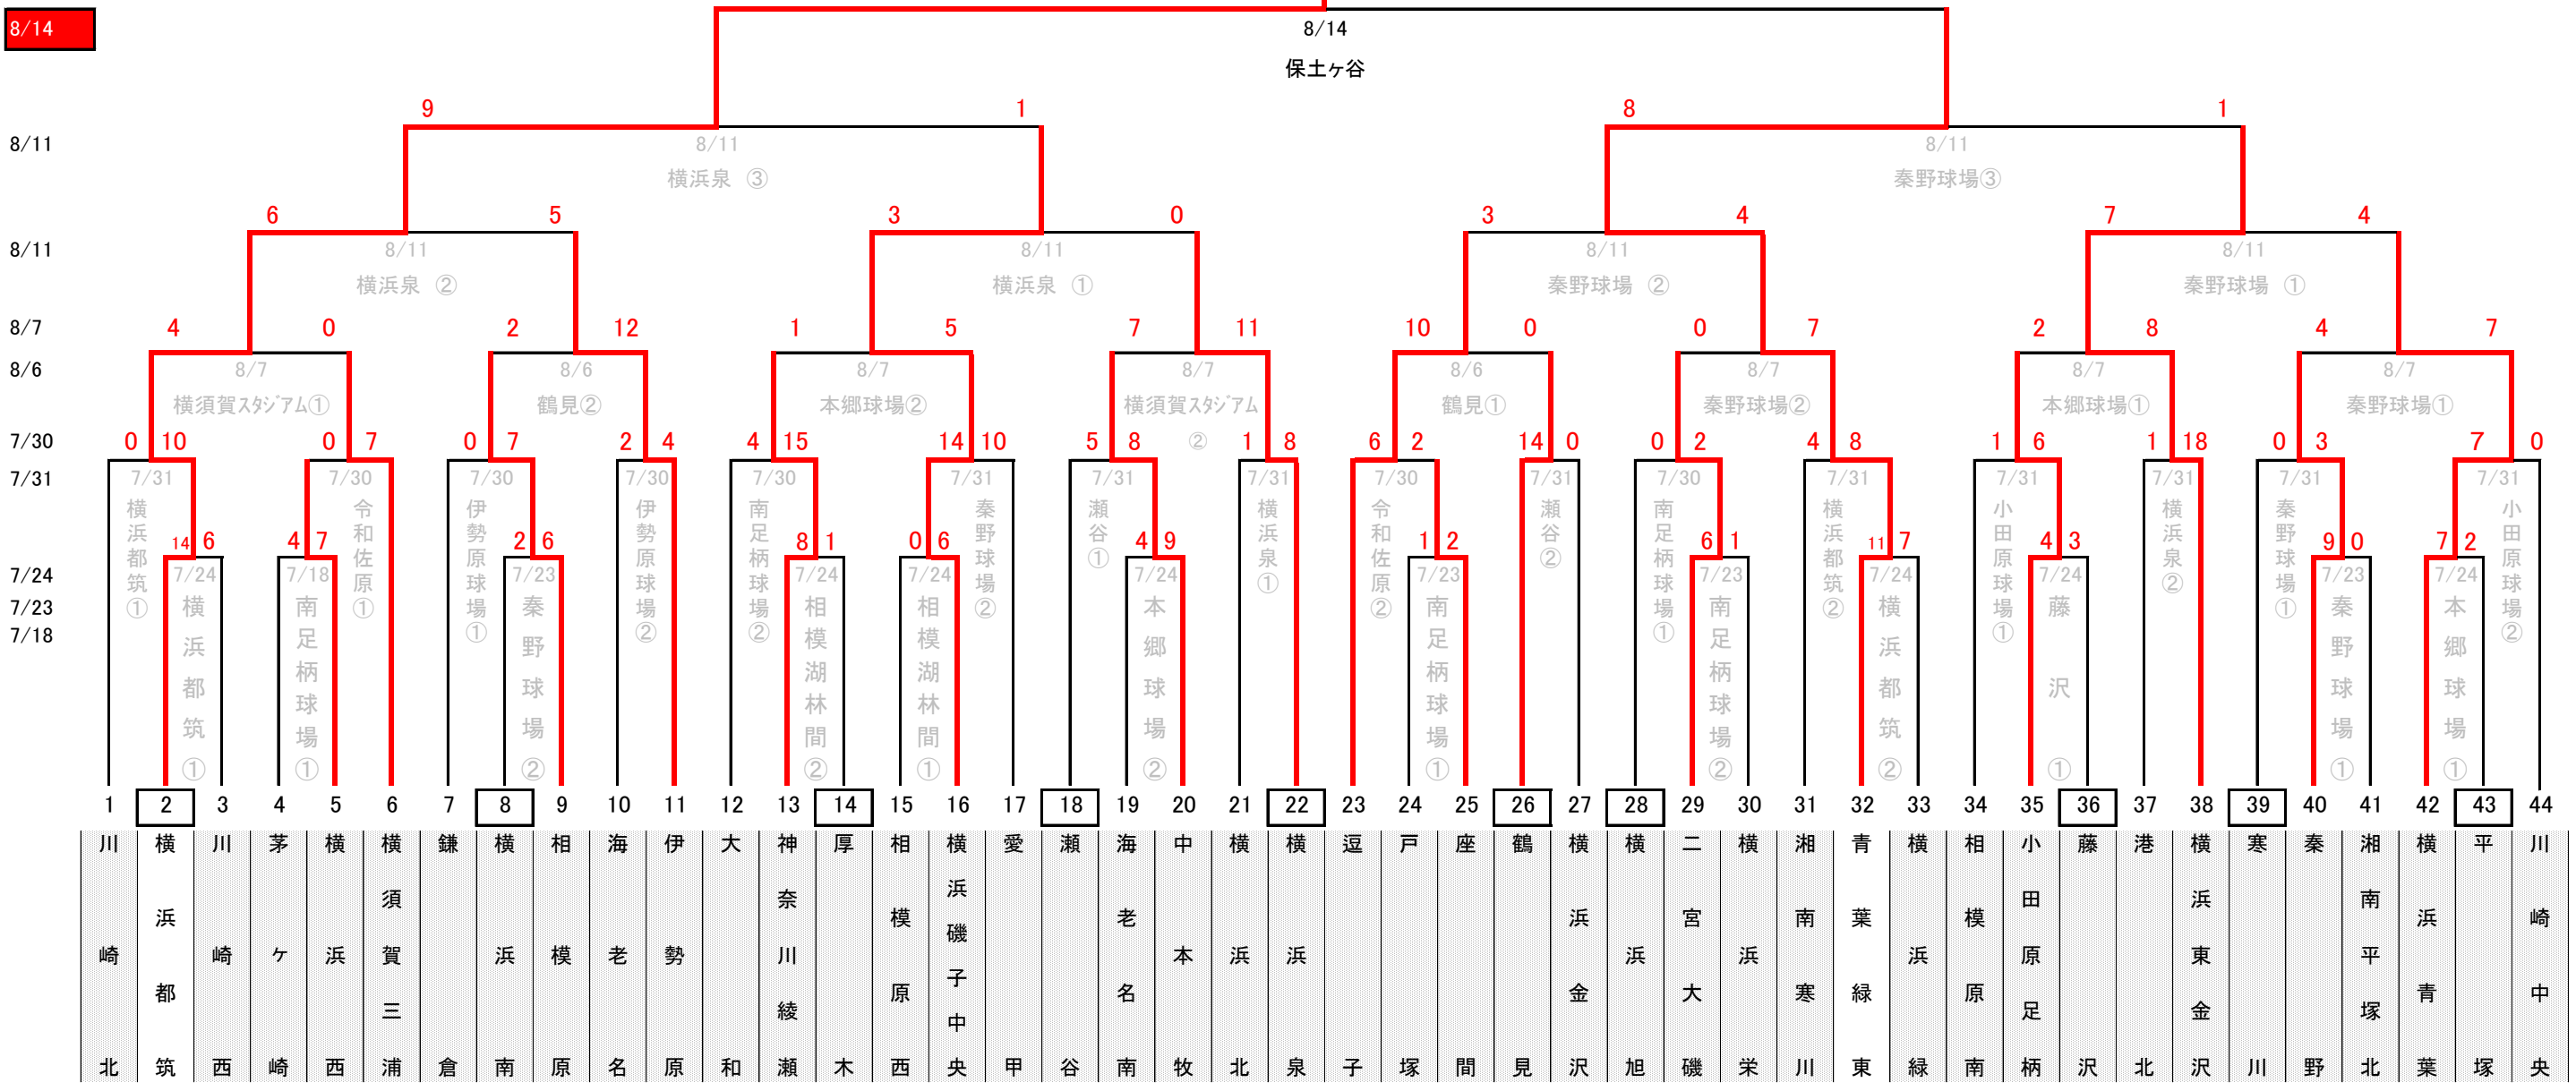 8/14
8/14
保土ヶ谷
9 1 8 1
8/11 8/11 8/11
横浜泉 ③ 秦野球場③
6 5 3 0 3 4 7 4
8/11 8/11 8/11 8/11 8/11
横浜泉 ② 横浜泉 ① 秦野球場 ② 秦野球場 ①
8/7 4 0 2 12 1 5 7 11 10 0 0 7 2 8 4 7
8/6 8/7 8/6 8/7 8/7 8/6 8/7 8/7 8/7
横須賀スタジアム① 鶴見② 本郷球場② 横須賀スタジアム② 鶴見① 秦野球場② 本郷球場① 秦野球場①
7/30 0 10 0 7 0 7 2 4 4 15 14 10 5 8 1 8 6 2 14 0 0 2 4 8 1 6 1 18 0 3 7 0
7/31 7/31 7/30 7/30 7/30 7/30 7/31 7/31 7/31 7/30 7/31 7/30 7/31 7/31 7/31 7/31 7/31
横浜都筑① 令和佐原① 伊勢原球場① 伊勢原球場② 南足柄球場② 秦野球場② 瀬谷① 横浜泉① 令和佐原② 瀬谷② 南足柄球場① 横浜都筑② 小田原球場① 横浜泉② 秦野球場① 小田原球場②
14 6 4 7 2 6 8 1 0 6 4 9 1 2 6 1 11 7 4 3 9 0 7 2
7/24 7/24 7/18 7/23 7/24 7/24 7/24 7/23 7/23 7/24 7/24 7/23 7/24
7/23
7/18
横浜都筑① 南足柄球場① 秦野球場② 相模湖林間② 相模湖林間① 本郷球場② 南足柄球場① 南足柄球場② 横浜都筑② 藤沢① 秦野球場① 本郷球場①
1 2 3 4 5 6 7 8 9 10 11 12 13 14 15 16 17 18 19 20 21 22 23 24 25 26 27 28 29 30 31 32 33 34 35 36 37 38 39 40 41 42 43 44
川崎北
横浜都筑
川崎西
茅ヶ崎
横浜西
横須賀三浦
鎌倉
横浜南
相模原
海老名
伊勢原
大和
神奈川綾瀬
厚木
相模原西
横浜磯子中央
愛甲
瀬谷
海老名南
中本牧
横浜北
横浜泉
逗子
戸塚
座間
鶴見
横浜金沢
横浜旭
二宮大磯
横浜栄
湘南寒川
青葉緑東
横浜緑
相模原南
小田原足柄
藤沢
港北
横浜東金沢
寒川
秦野
湘南平塚北
横浜青葉
平塚
川崎中央